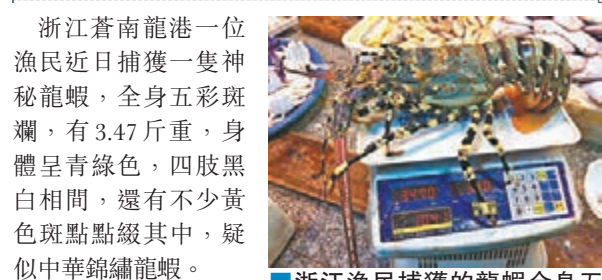 浙江蒼南龍港一位
漁民近日捕獲一隻神
秘龍蝦，全身五彩斑
斕，有3.47斤重，身
體呈青綠色，四肢黑
白相間，還有不少黃
色斑點點綴其中，疑
似中華錦繡龍蝦。
■浙江漁民捕獲的龍蝦全身五